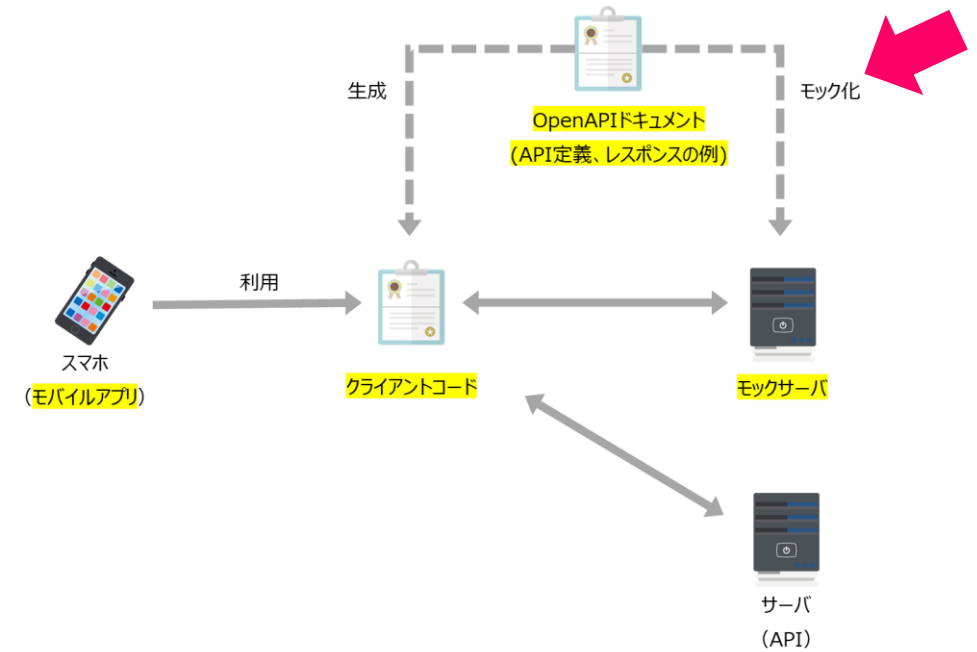 生成
モック化
OpenAPIドキュメント
(API定義、レスポンスの例)
利用
スマホ
(モバイルアプリ)
クライアントコード
モックサーバ
サーバ
(API)